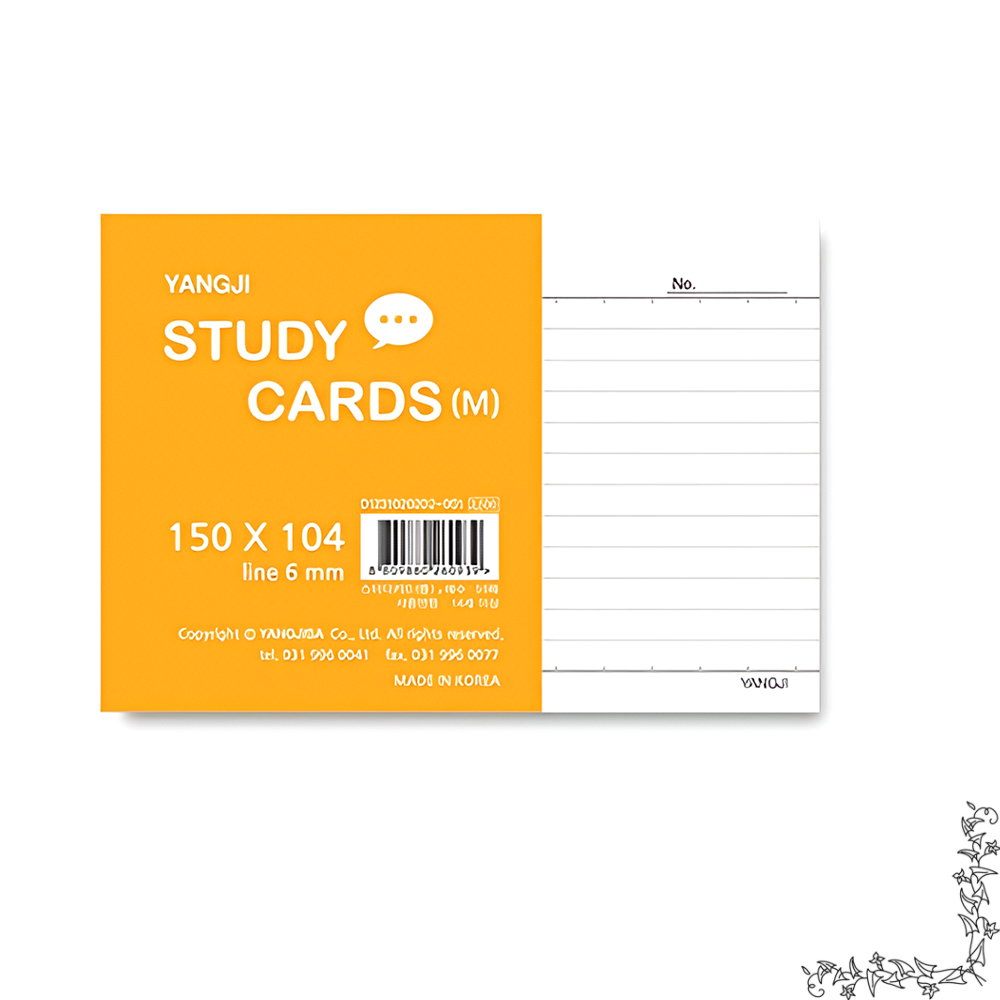 YANGJI
STUDY
CARDS (M)
150 X 104
line 6 mm
Copyright © Co., Ltd. All rights reserved.
tel. 031 996 0041 fax. 031 996 0077
MADE IN KOREA
No.
YANGJI